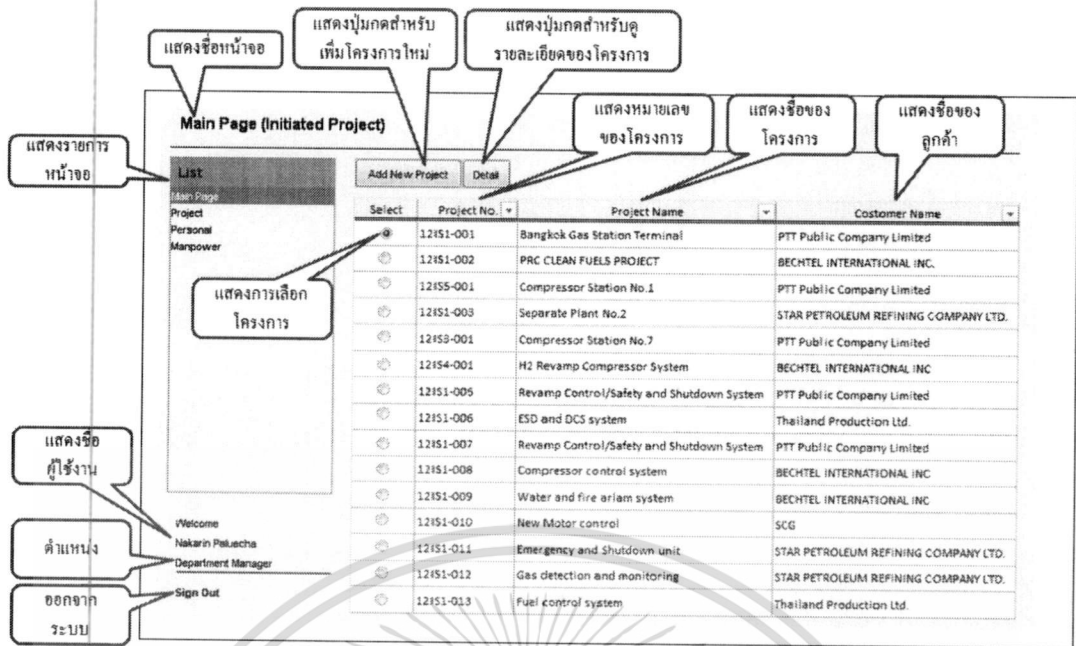 แสดงชื่อหน้าจอ
แสดงปุ่มกดสำหรับ
เพิ่มโครงการใหม่
แสดงปุ่มกดสำหรับดู
รายละเอียดของโครงการ
แสดงหมายเลข
ของโครงการ
แสดงชื่อของ
โครงการ
แสดงชื่อของ
ลูกค้า
Main Page (Initiated Project)
แสดงรายการ
หน้าจอ
List
Main Page
Project
Personal
Manpower
Add New Project Detail
Select Project No. Project Name Costomer Name
12IS1-001 Bangkok Gas Station Terminal PTT Public Company Limited
12IS1-002 PRC CLEAN FUELS PROJECT BECHTEL INTERNATIONAL INC.
12IS5-001 Compressor Station No.1 PTT Public Company Limited
12IS1-003 Separate Plant No.2 STAR PETROLEUM REFINING COMPANY LTD.
12IS3-001 Compressor Station No.7 PTT Public Company Limited
12IS4-001 H2 Revamp Compressor System BECHTEL INTERNATIONAL INC
12IS1-005 Revamp Control/Safety and Shutdown System PTT Public Company Limited
12IS1-006 ESD and DCS system Thailand Production Ltd.
12IS1-007 Revamp Control/Safety and Shutdown System PTT Public Company Limited
12IS1-008 Compressor control system BECHTEL INTERNATIONAL INC
12IS1-009 Water and fire arlam system BECHTEL INTERNATIONAL INC
12IS1-010 New Motor control SCG
12IS1-011 Emergency and Shutdown unit STAR PETROLEUM REFINING COMPANY LTD.
12IS1-012 Gas detection and monitoring STAR PETROLEUM REFINING COMPANY LTD.
12IS1-013 Fuel control system Thailand Production Ltd.
แสดงการเลือก
โครงการ
แสดงชื่อ
ผู้ใช้งาน
ตำแหน่ง
ออกจาก
ระบบ
Welcome
Nakarin Paluecha
Department Manager
Sign Out